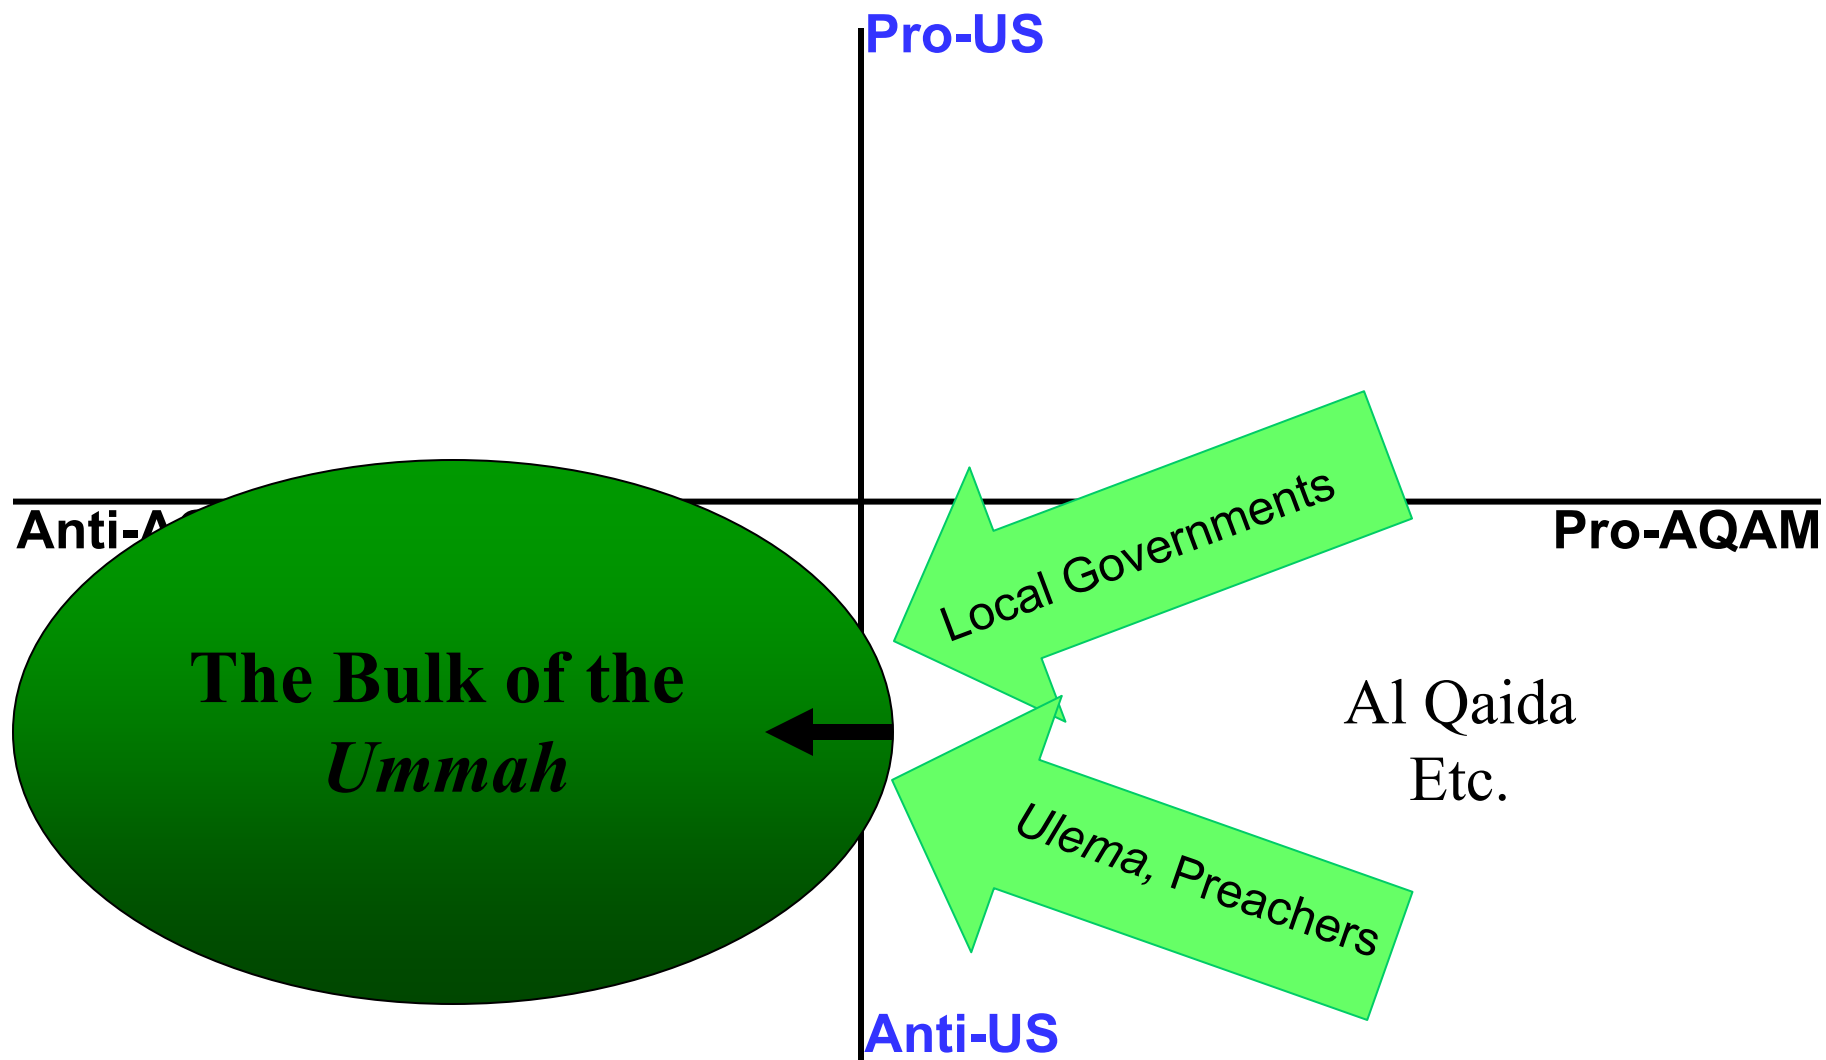 Pro-US
Anti-
Pro-AQAM
Local Governments
The Bulk of the
Ummah
Al Qaida
Etc.
Ulema, Preachers
Anti-US